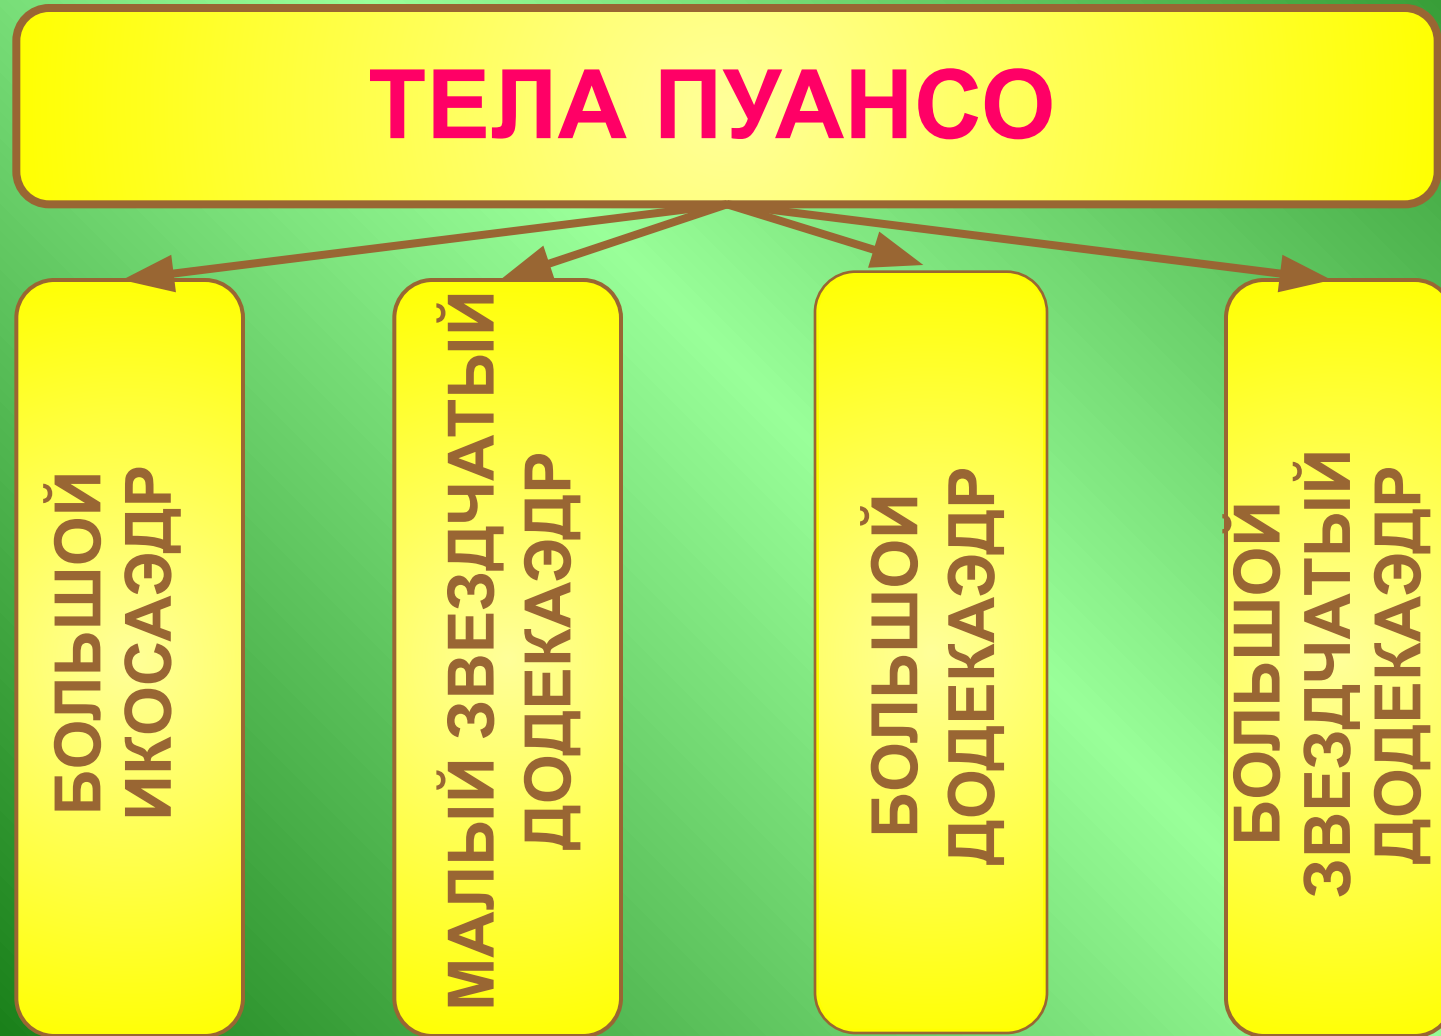 ТЕЛА ПУАНСО
БОЛЬШОЙ
ИКОСАЭДР
МАЛЫЙ ЗВЕЗДЧАТЫЙ
ДОДЕКАЭДР
БОЛЬШОЙ
ДОДЕКАЭДР
БОЛЬШОЙ
ЗВЕЗДЧАТЫЙ
ДОДЕКАЭДР